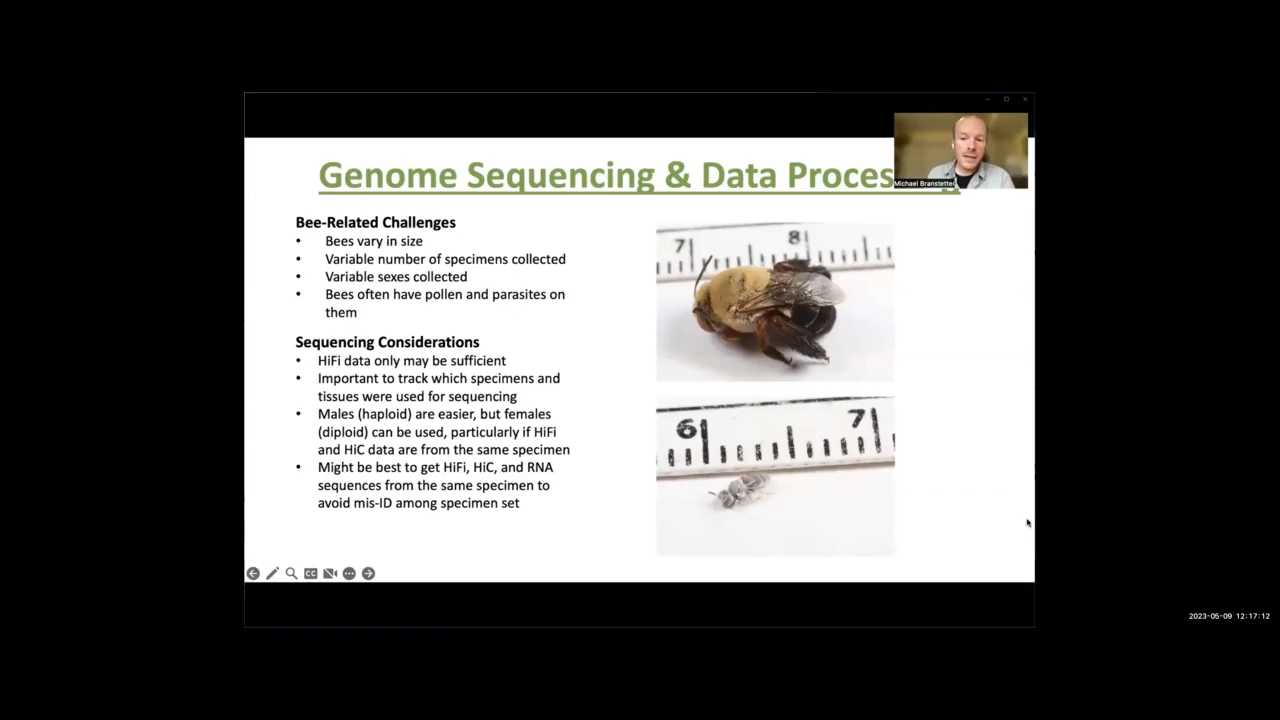 Genome Sequencing & Data Proces
Michael Branstetter
Bee-Related Challenges
• Bees vary in size
• Variable number of specimens collected
• Variable sexes collected
• Bees often have pollen and parasites on
them
Sequencing Considerations
• HiFi data only may be sufficient
• Important to track which specimens and
tissues were used for sequencing
• Males (haploid) are easier, but females
(diploid) can be used, particularly if HiFi
and HiC data are from the same specimen
• Might be best to get HiFi, HiC, and RNA
sequences from the same specimen to
avoid mis-ID among specimen set
7 8
6 7
CC
2023-05-09 12:17:12